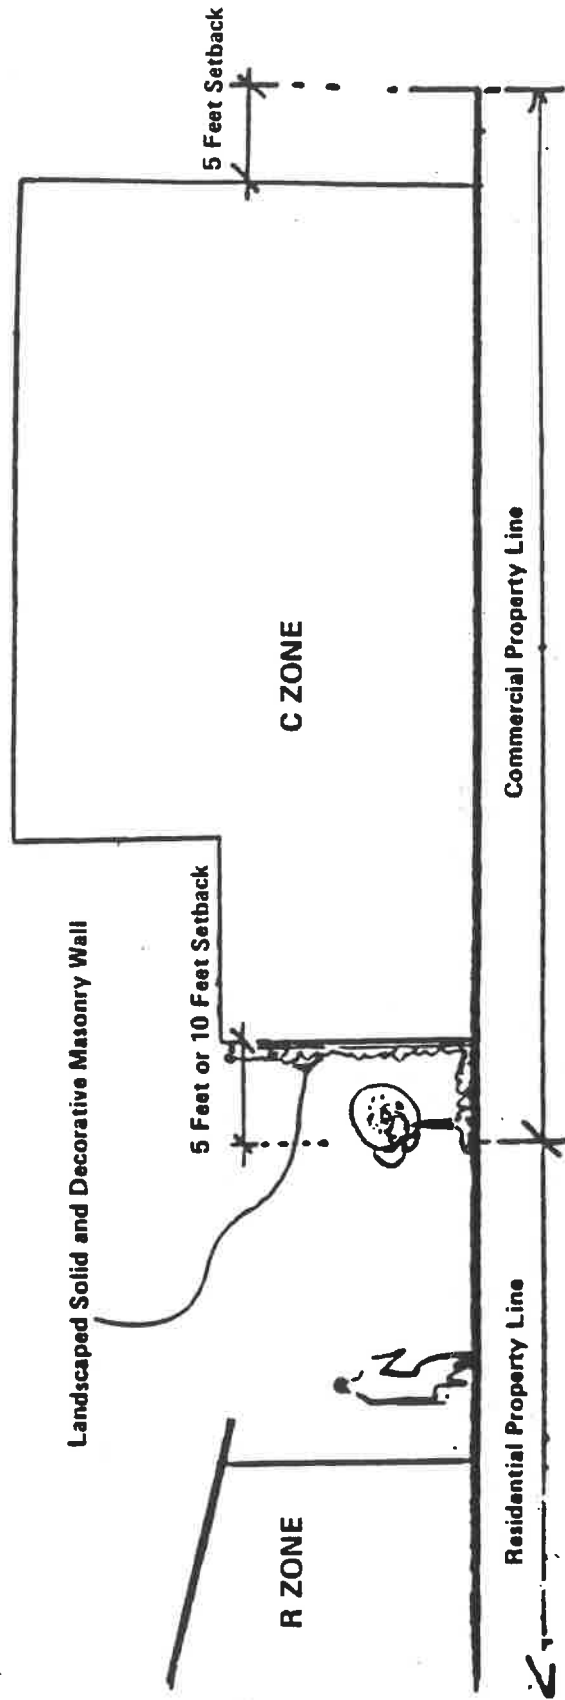 Landscaped Solid and Decorative Masonry Wall
5 Feet or 10 Feet Setback
5 Feet Setback
R ZONE
C ZONE
Residential Property Line
Commercial Property Line